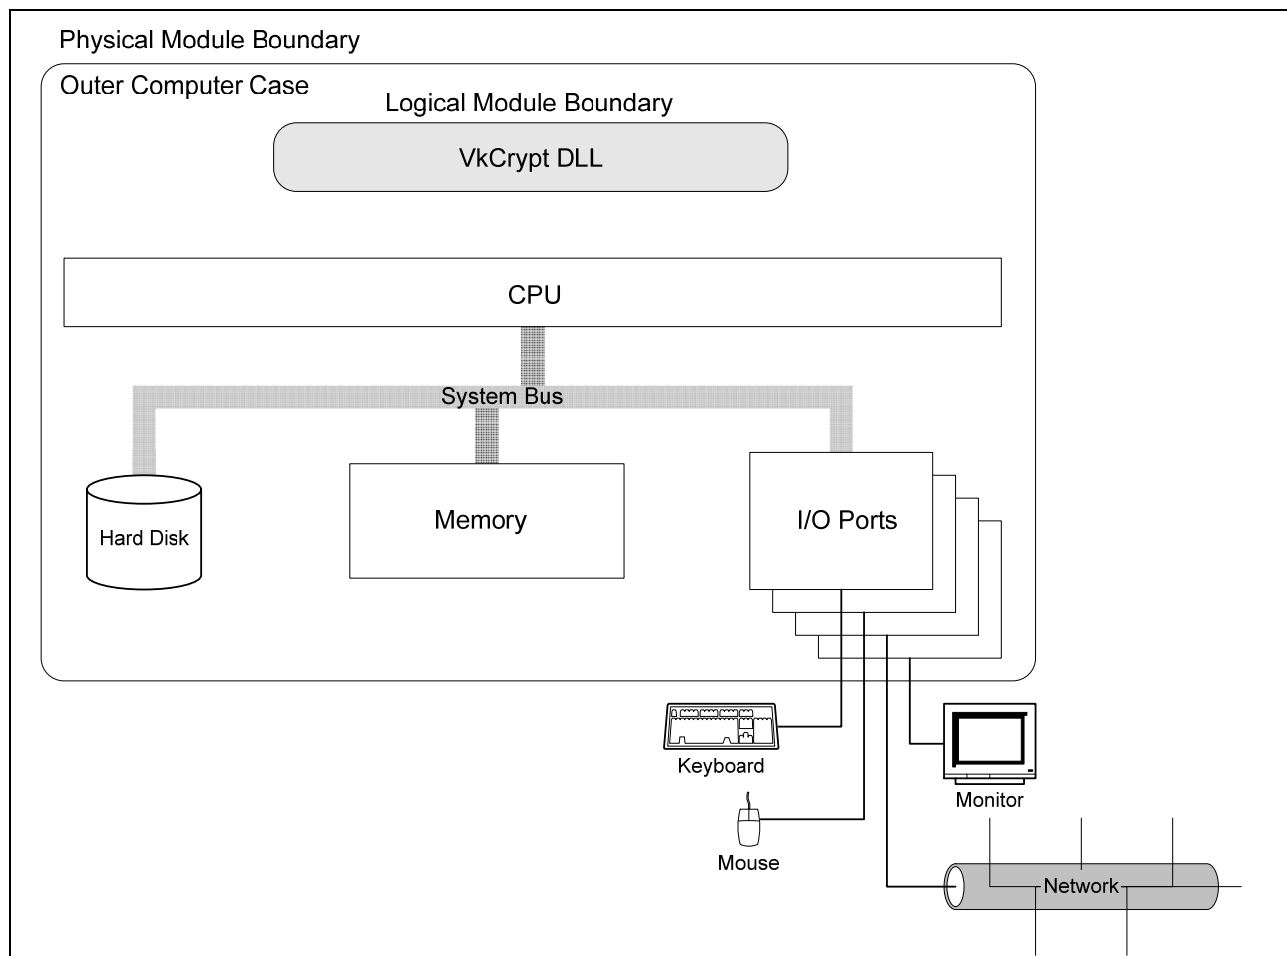 Physical Module Boundary
Outer Computer Case
Logical Module Boundary
VkCrypt DLL
CPU
System Bus
Hard Disk
Memory
I/O Ports
Keyboard
Monitor
Mouse
Network